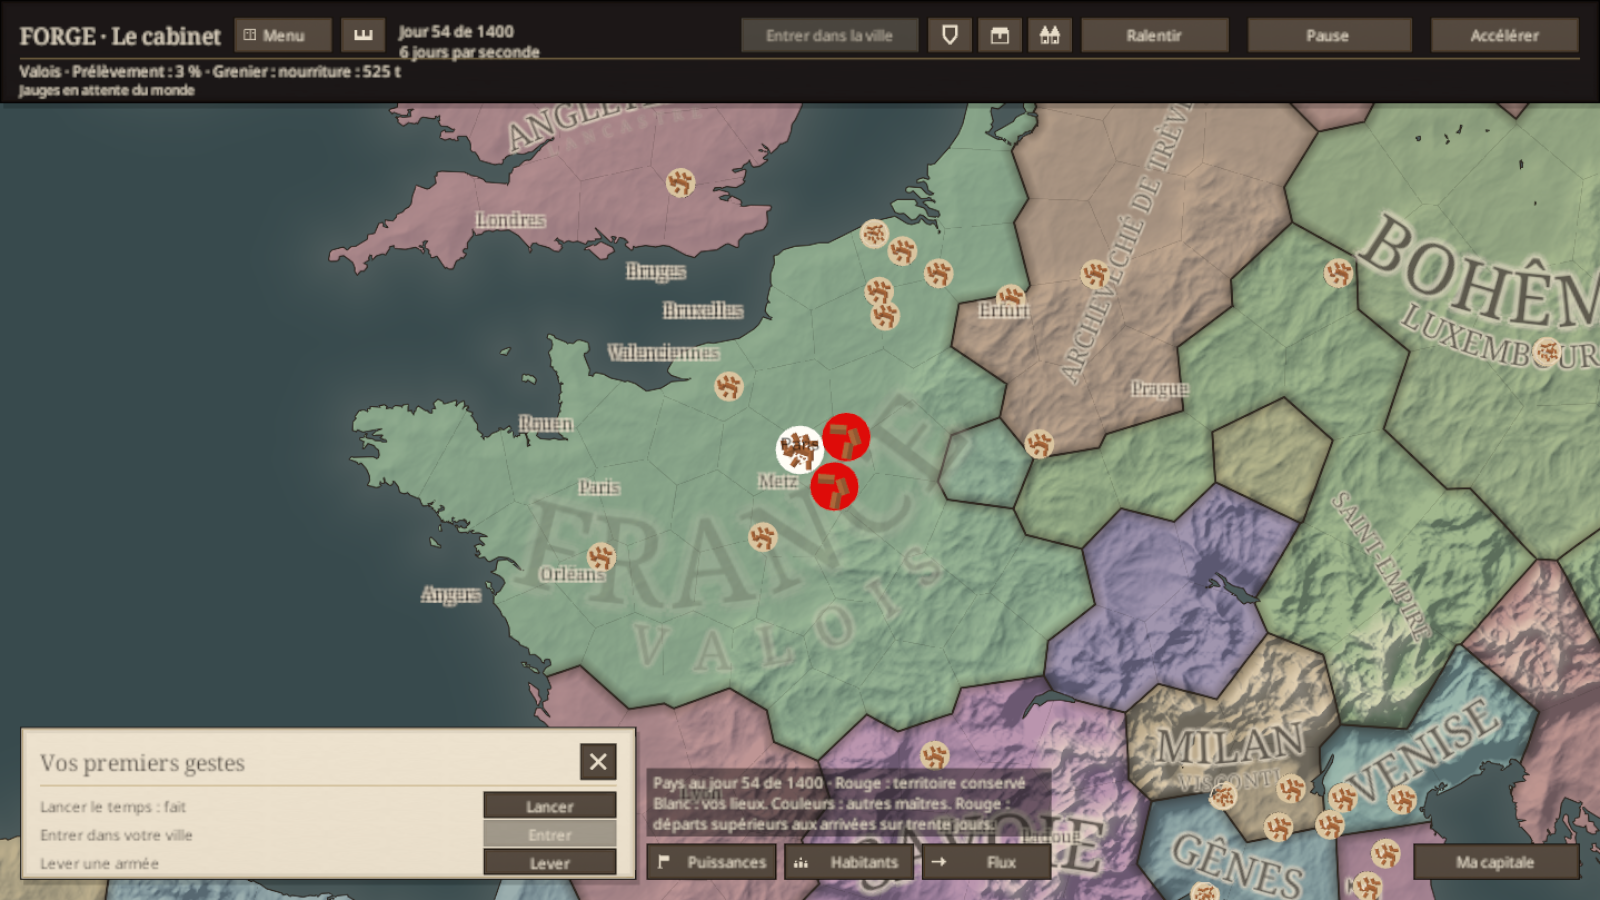 FORGE · Le cabinet
Menu
Jour 54 de 1400
6 jours par seconde
Entrer dans la ville
Ralentir
Pause
Accélérer
Valois · Prélèvement : 3 % · Grenier : nourriture : 525 t
Jauges en attente du monde
Londres
Bruges
Bruxelles
Valenciennes
Rouen
Paris
Metz
Paris
Orléans
Angers
Erfurt
Prague
FRANCE
VALOIS
ARCHEVÊCHÉ DE TRÈVES
BOHÊME
LUXEMBOURG
SAINT-EMPIRE
MILAN
VISCONTI
VENISE
GÊNES
SAVOIE
Vos premiers gestes
Lancer le temps : fait
Lancer
Entrer dans votre ville
Entrer
Lever une armée
Lever
Pays au jour 54 de 1400 · Rouge : territoire conservé
Blanc : vos lieux. Couleurs : autres maîtres. Rouge :
départs supérieurs aux arrivées sur trente jours.
Puissances
Habitants
Flux
Ma capitale